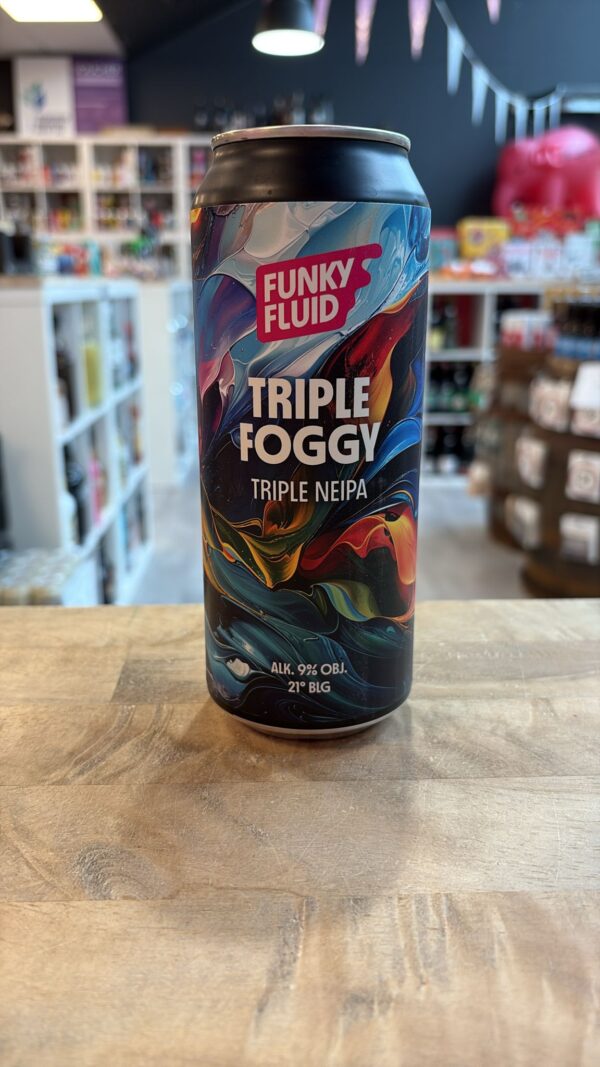 FUNKY
FLUID
TRIPLE
FOGGY
TRIPLE NEIPA
ALK. 9% OBJ.
21° BLG